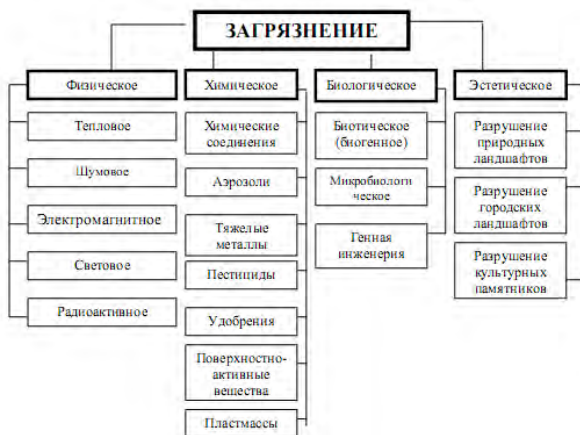 ЗАГРЯЗНЕНИЕ
Физическое
Тепловое
Шумовое
Электромагнитное
Световое
Радиоактивное
Химическое
Химические
соединения
Аэрозоли
Тяжелые
металлы
Пестициды
Удобрения
Поверхностно-
активные
вещества
Пластмассы
Биологическое
Биотическое
(биогенное)
Микробиологи
ческое
Генная
инженерия
Эстетическое
Разрушение
природных
ландшафтов
Разрушение
городских
ландшафтов
Разрушение
культурных
памятников